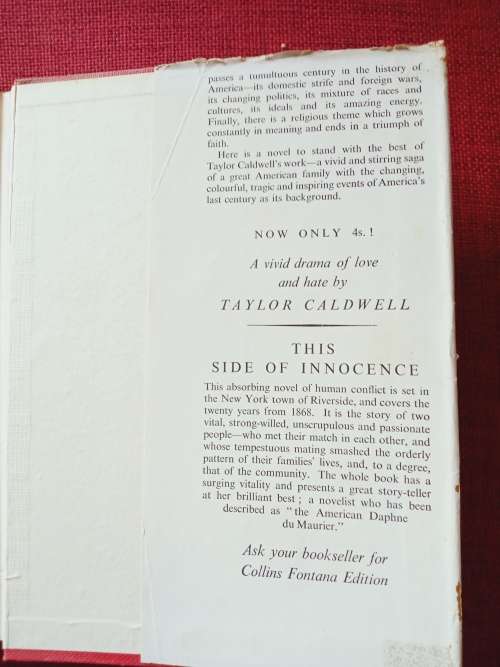 passes a tumultuous century in the history of
America—its domestic strife and foreign wars,
its changing politics, its mixture of races and
cultures, its ideals and its amazing energy.
Finally, there is a religious theme which grows
constantly in meaning and ends in a triumph of
faith.
Here is a novel to stand with the best of
Taylor Caldwell's work—a vivid and stirring saga
of a great American family with the changing,
colourful, tragic and inspiring events of America's
last century as its background.
NOW ONLY 4s. !
A vivid drama of love
and hate by
TAYLOR CALDWELL
THIS
SIDE OF INNOCENCE
This absorbing novel of human conflict is set in
the New York town of Riverside, and covers the
twenty years from 1868. It is the story of two
vital, strong-willed, unscrupulous and passionate
people—who met their match in each other, and
whose tempestuous mating smashed the orderly
pattern of their families' lives, and, to a degree,
that of the community. The whole book has a
surging vitality and presents a great story-teller
at her brilliant best ; a novelist who has been
described as "the American Daphne
du Maurier."
Ask your bookseller for
Collins Fontana Edition